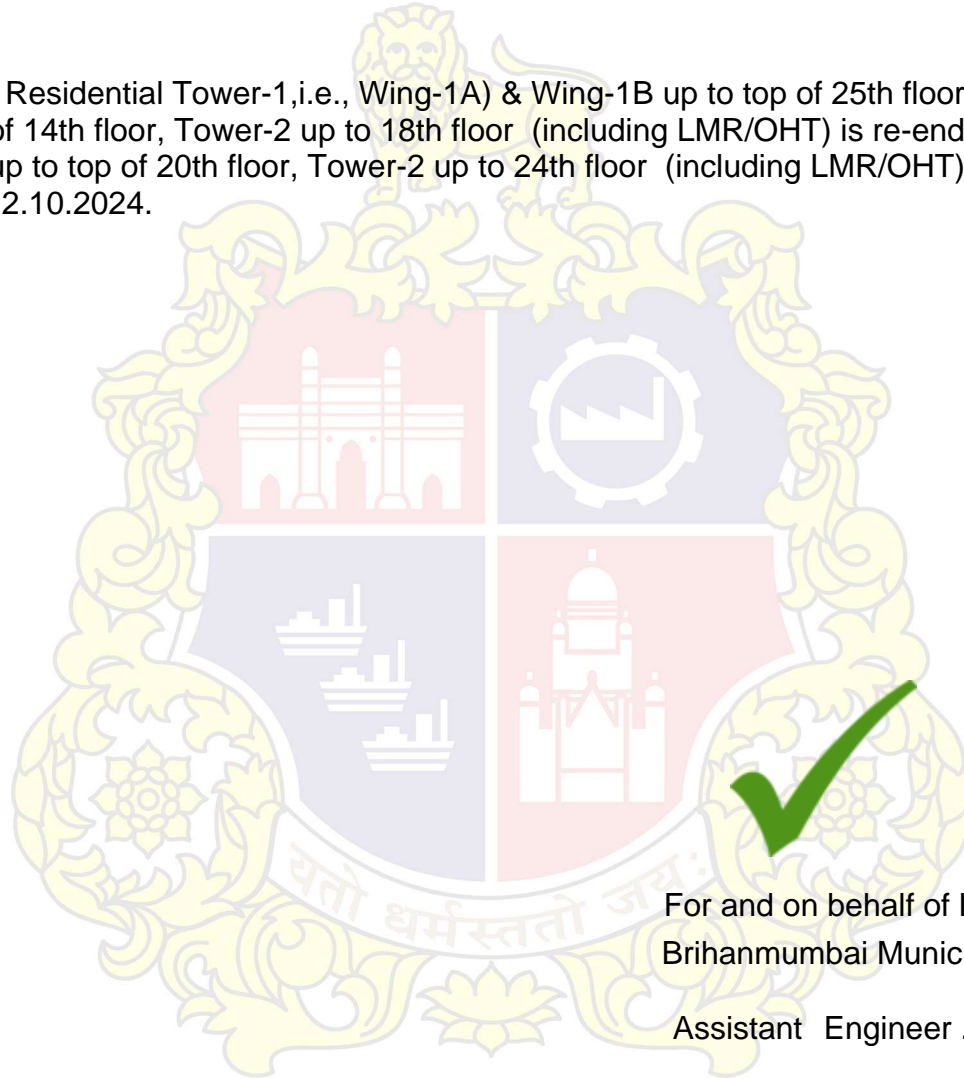 Residential Tower-1,i.e., Wing-1A) & Wing-1B up to top of 25th floor
of 14th floor, Tower-2 up to 18th floor (including LMR/OHT) is re-end
up to top of 20th floor, Tower-2 up to 24th floor (including LMR/OHT)
2.10.2024.
यतो धर्मस्ततो जय:
For and on behalf of
Brihanmumbai Munic
Assistant Engineer .